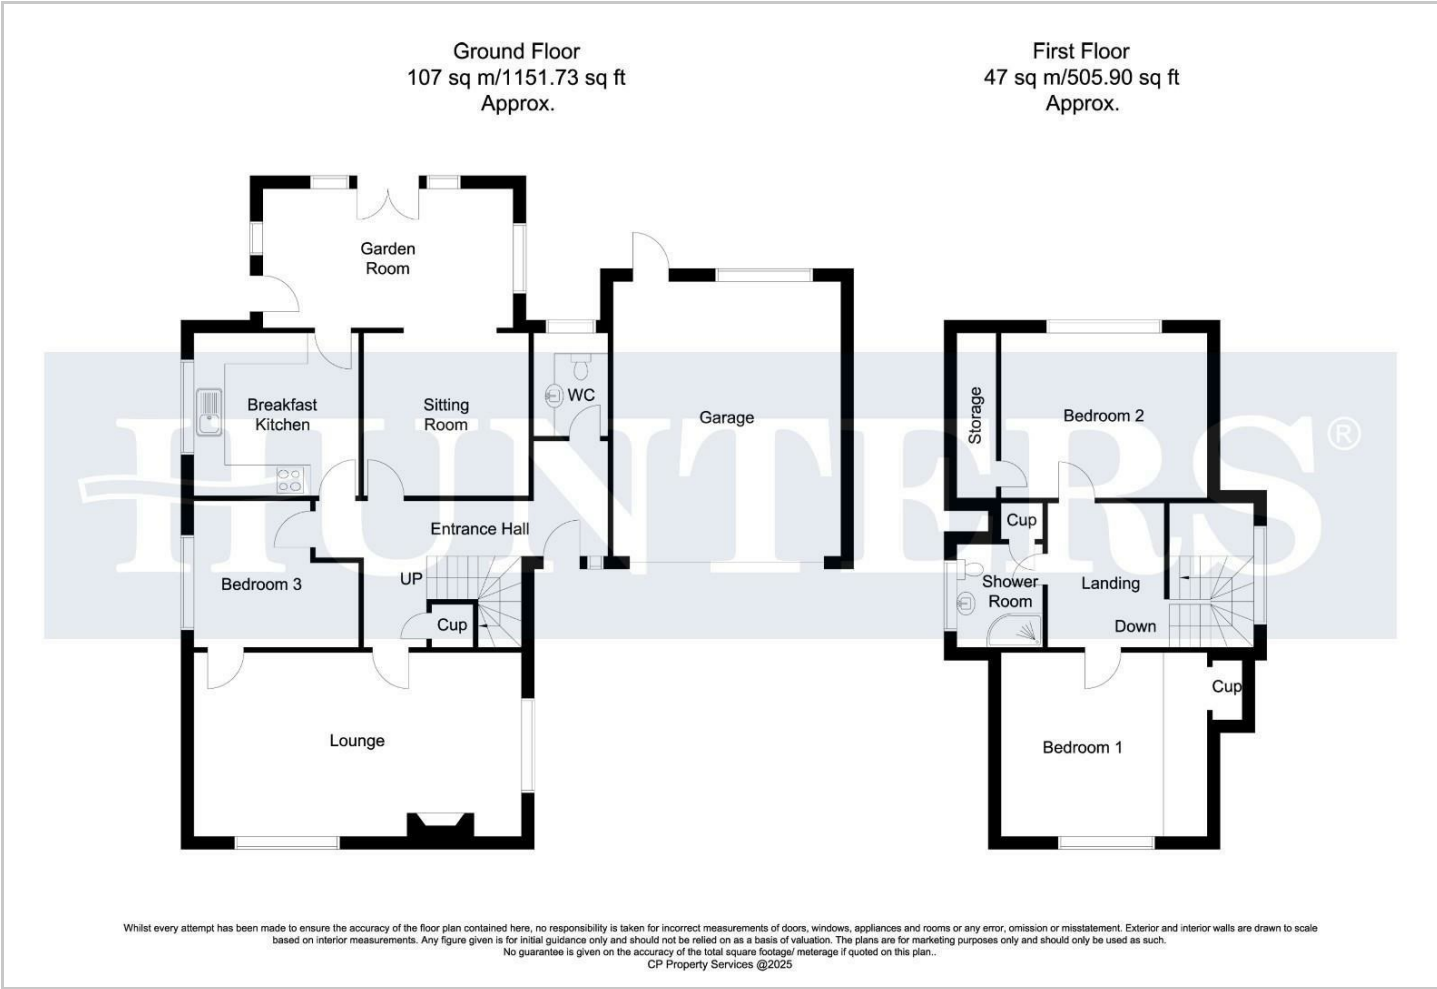 Ground Floor
107 sq m/1151.73 sq ft
Approx.
First Floor
47 sq m/505.90 sq ft
Approx.
Garden
Room
Breakfast
Kitchen
Sitting
Room
WC
Garage
Entrance Hall
Bedroom 3
UP
Cup
Lounge
Storage
Bedroom 2
Cup
Shower
Room
Landing
Down
Cup
Bedroom 1
HUNTERS®
Whilst every attempt has been made to ensure the accuracy of the floor plan contained here, no responsibility is taken for incorrect measurements of doors, windows, appliances and rooms or any error, omission or misstatement. Exterior and interior walls are drawn to scale
based on interior measurements. Any figure given is for initial guidance only and should not be relied on as a basis of valuation. The plans are for marketing purposes only and should only be used as such.
No guarantee is given on the accuracy of the total square footage/ meterage if quoted on this plan..
CP Property Services @2025